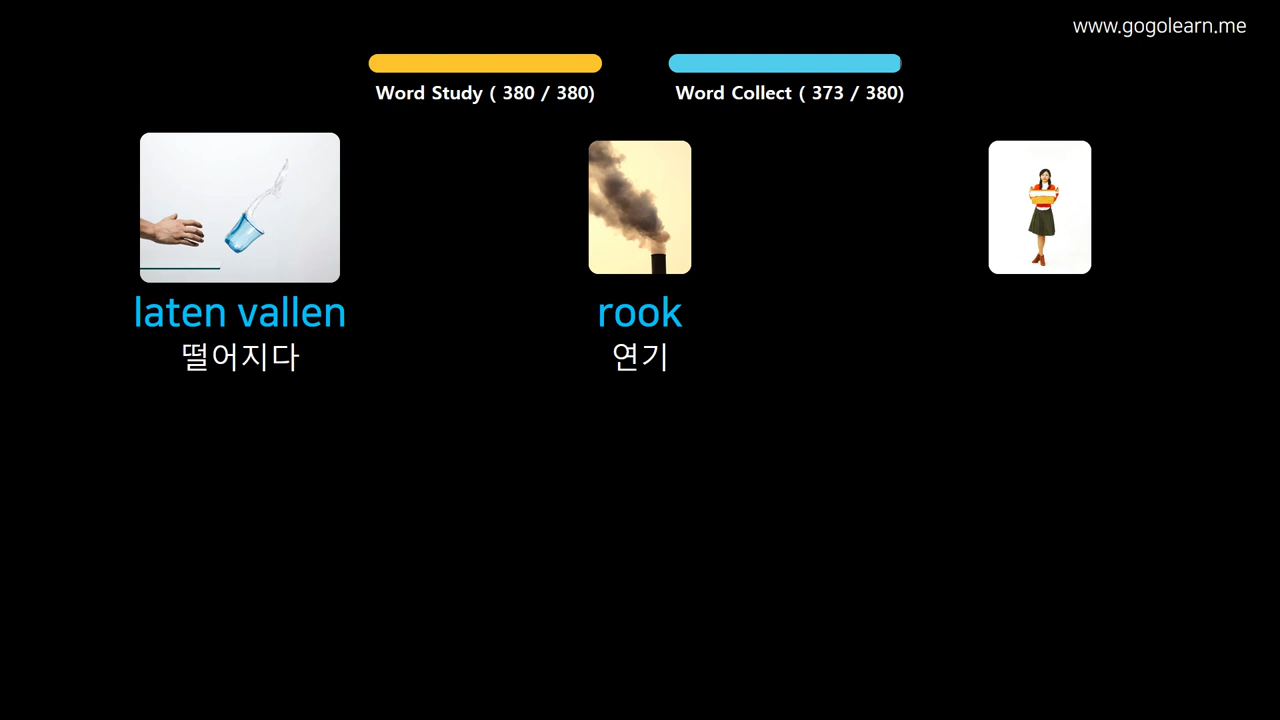 www.gogolearn.me
Word Study ( 380 / 380)
Word Collect ( 373 / 380)
laten vallen
떨어지다
rook
연기